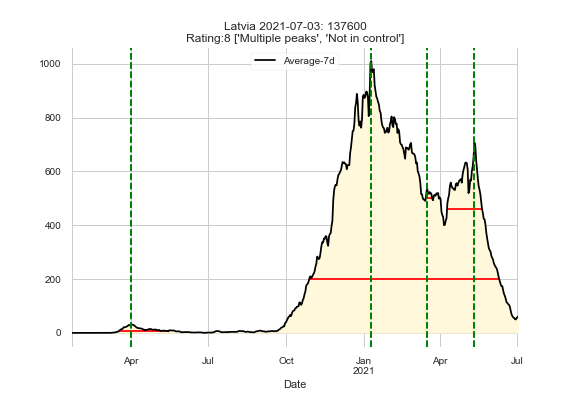 Latvia 2021-07-03: 137600
Rating:8 ['Multiple peaks', 'Not in control']
Average-7d
1000
800
600
400
200
0
Apr Jul Oct Jan Apr Jul
2021
Date